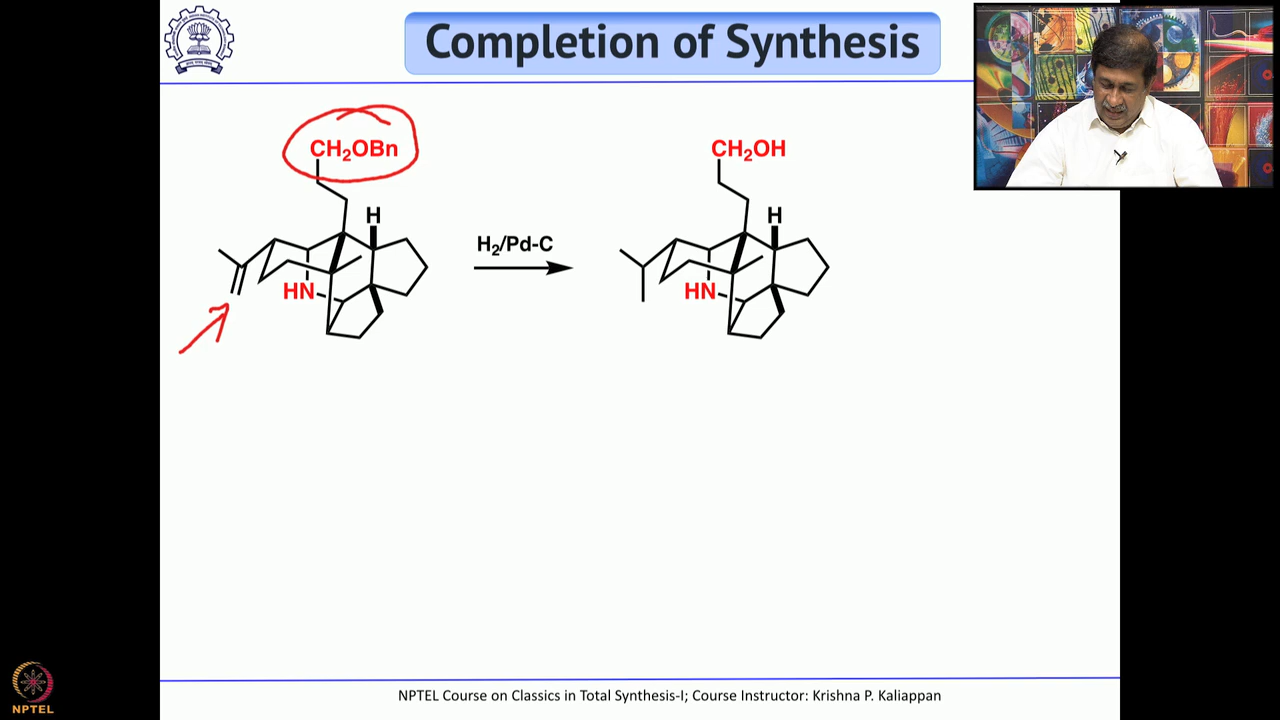 Completion of Synthesis
CH₂OBn
H
HN
H₂/Pd-C
CH₂OH
H
HN
NPTEL Course on Classics in Total Synthesis-I; Course Instructor: Krishna P. Kaliappan
NPTEL